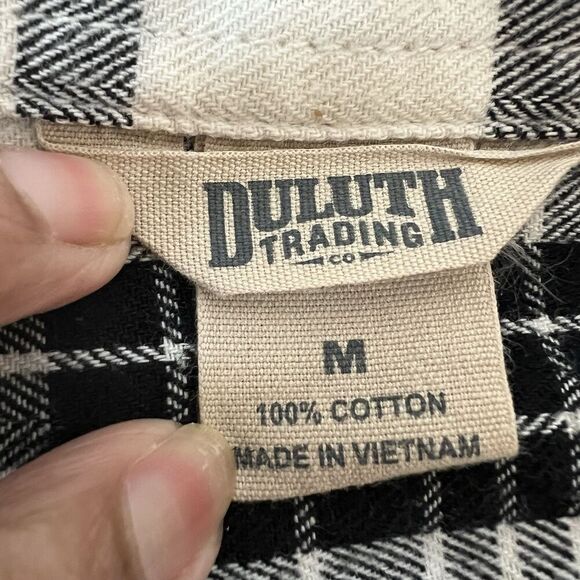 DULUTH
TRADING
CO
M
100% COTTON
MADE IN VIETNAM